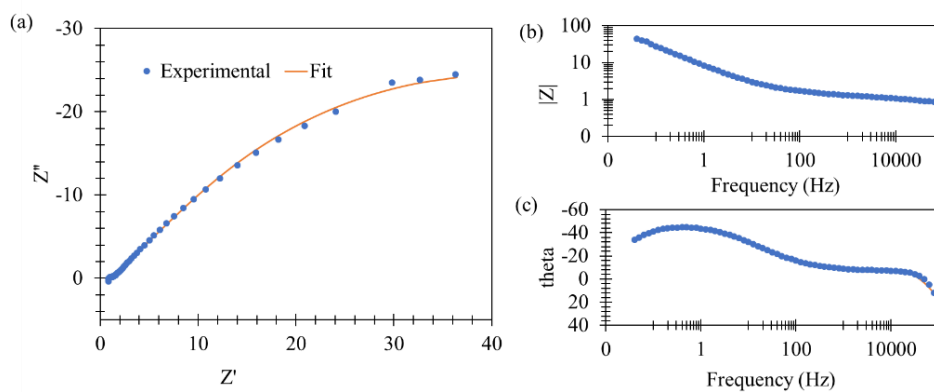 (a)
-30
-20
-10
0
Z"
Experimental
Fit
0 10 20 30 40
Z'
(b)
100
10
1
0
|Z|
0 1 100 10000
Frequency (Hz)
(c)
-60
-40
-20
0
20
40
theta
0 1 100 10000
Frequency (Hz)